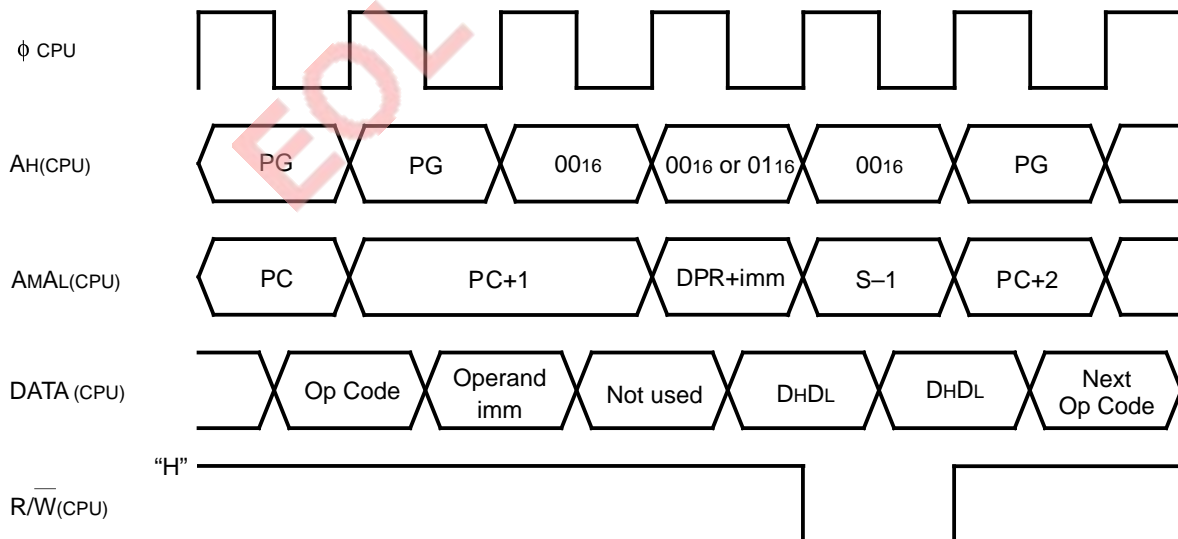 ϕ CPU
EOL
AH(CPU) PG PG 0016 0016 or 0116 0016 PG
AMAL(CPU) PC PC+1 DPR+imm S–1 PC+2
DATA (CPU) Op Code Operand imm Not used DHDL DHDL Next Op Code
“H”
R/W(CPU)